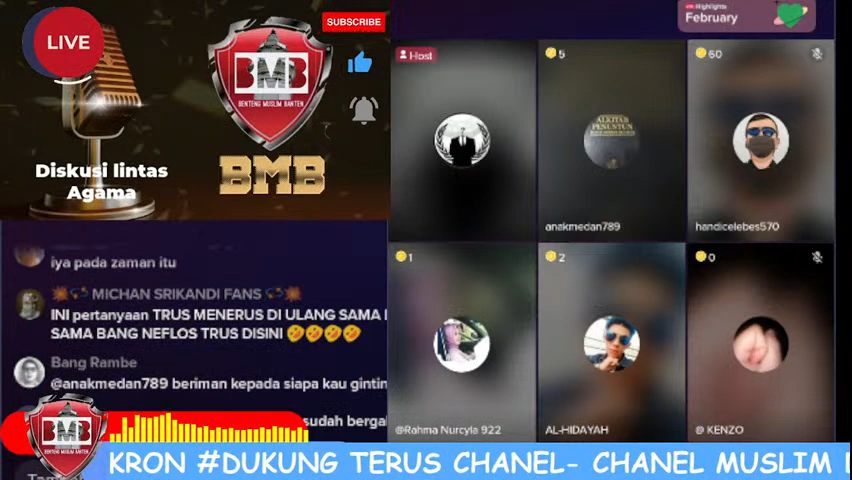 LIVE
BMB
BENTENG MUSLIM BANTEN
BMB
SUBSCRIBE
Diskusi lintas
Agama
Highlights
February
Host
5
60
ALKITAB
PENUNTUN
anakmedan789
handicelebes570
1
2
0
@Rahma Nurcyla 922
AL-HIDAYAH
@ KENZO
iya pada zaman itu
MICHAN SRIKANDI FANS
INI pertanyaan TRUS MENERUS DI ULANG SAMA
SAMA BANG NEFLOS TRUS DISINI 🤣🤣🤣🤣
Bang Rambe
@anakmedan789 beriman kepada siapa kau gintin
sudah bergal
BMB
BENTENG MUSLIM BANTEN
KRON #DUKUNG TERUS CHANEL- CHANEL MUSLIM